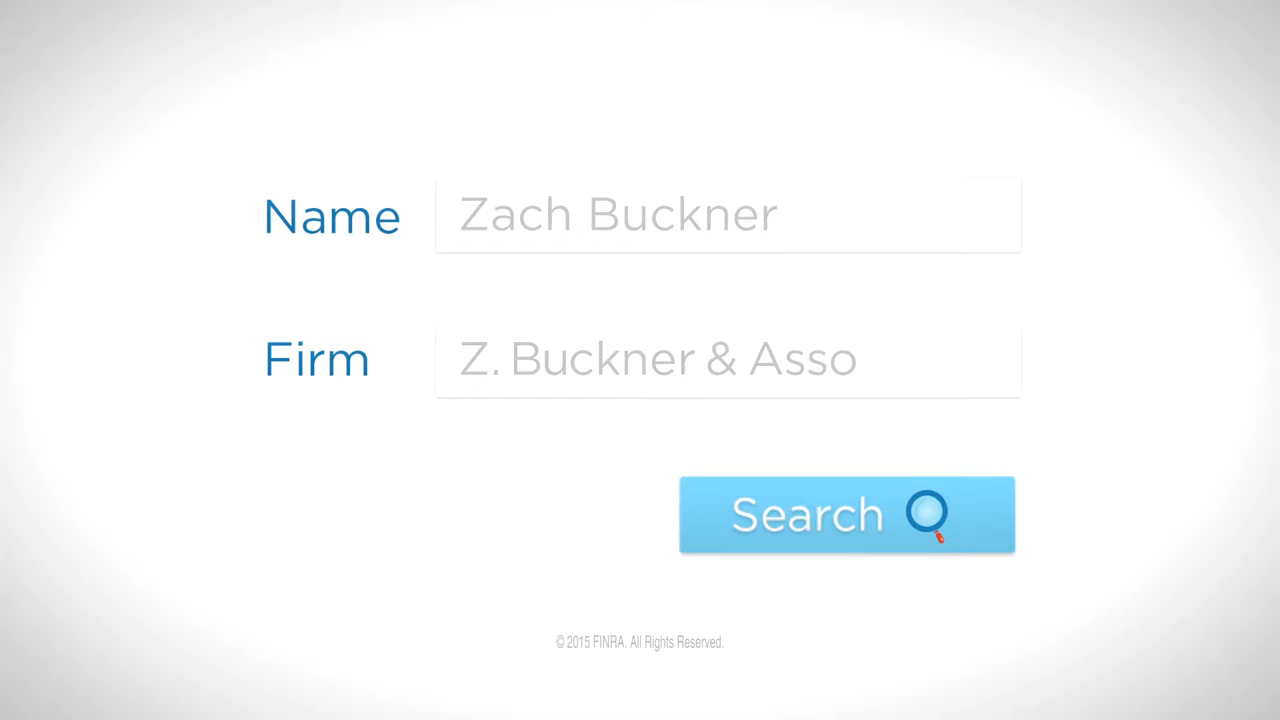 Name Zach Buckner
Firm Z. Buckner & Asso
Search
© 2015 FINRA. All Rights Reserved.